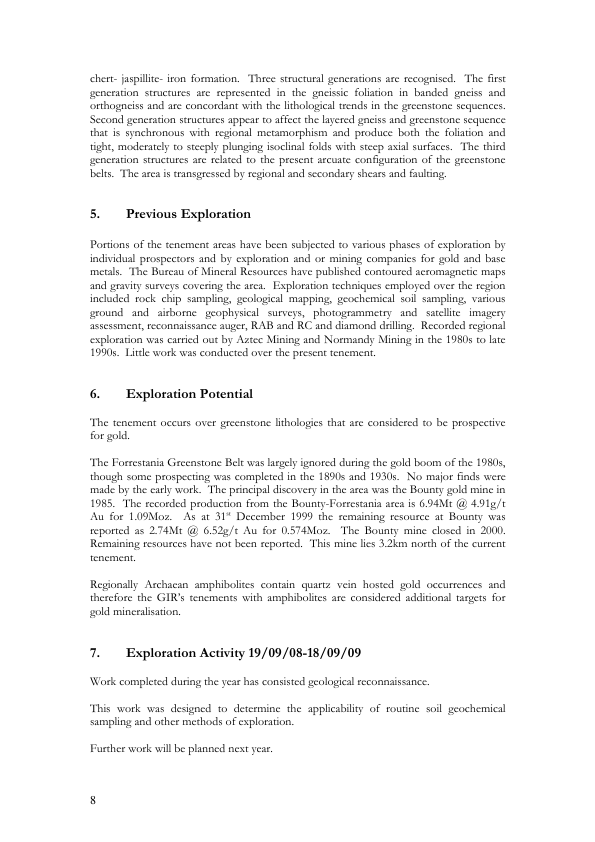 chert- jaspillite- iron formation. Three structural generations are recognised. The first
generation structures are represented in the gneissic foliation in banded gneiss and
orthogneiss and are concordant with the lithological trends in the greenstone sequences.
Second generation structures appear to affect the layered gneiss and greenstone sequence
that is synchronous with regional metamorphism and produce both the foliation and
tight, moderately to steeply plunging isoclinal folds with steep axial surfaces. The third
generation structures are related to the present arcuate configuration of the greenstone
belts. The area is transgressed by regional and secondary shears and faulting.
5. Previous Exploration
Portions of the tenement areas have been subjected to various phases of exploration by
individual prospectors and by exploration and or mining companies for gold and base
metals. The Bureau of Mineral Resources have published contoured aeromagnetic maps
and gravity surveys covering the area. Exploration techniques employed over the region
included rock chip sampling, geological mapping, geochemical soil sampling, various
ground and airborne geophysical surveys, photogrammetry and satellite imagery
assessment, reconnaissance auger, RAB and RC and diamond drilling. Recorded regional
exploration was carried out by Aztec Mining and Normandy Mining in the 1980s to late
1990s. Little work was conducted over the present tenement.
6. Exploration Potential
The tenement occurs over greenstone lithologies that are considered to be prospective
for gold.
The Forrestania Greenstone Belt was largely ignored during the gold boom of the 1980s,
though some prospecting was completed in the 1890s and 1930s. No major finds were
made by the early work. The principal discovery in the area was the Bounty gold mine in
1985. The recorded production from the Bounty-Forrestania area is 6.94Mt @ 4.91g/t
Au for 1.09Moz. As at 31st December 1999 the remaining resource at Bounty was
reported as 2.74Mt @ 6.52g/t Au for 0.574Moz. The Bounty mine closed in 2000.
Remaining resources have not been reported. This mine lies 3.2km north of the current
tenement.
Regionally Archaean amphibolites contain quartz vein hosted gold occurrences and
therefore the GIR's tenements with amphibolites are considered additional targets for
gold mineralisation.
7. Exploration Activity 19/09/08-18/09/09
Work completed during the year has consisted geological reconnaissance.
This work was designed to determine the applicability of routine soil geochemical
sampling and other methods of exploration.
Further work will be planned next year.
8